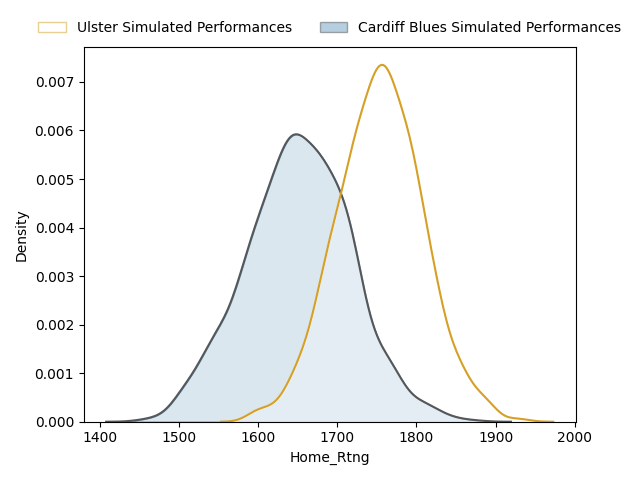 Ulster Simulated Performances Cardiff Blues Simulated Performances
0.007
0.006
0.005
0.004
0.003
0.002
0.001
0.000
Density
1400 1500 1600 1700 1800 1900 2000
Home_Rtng